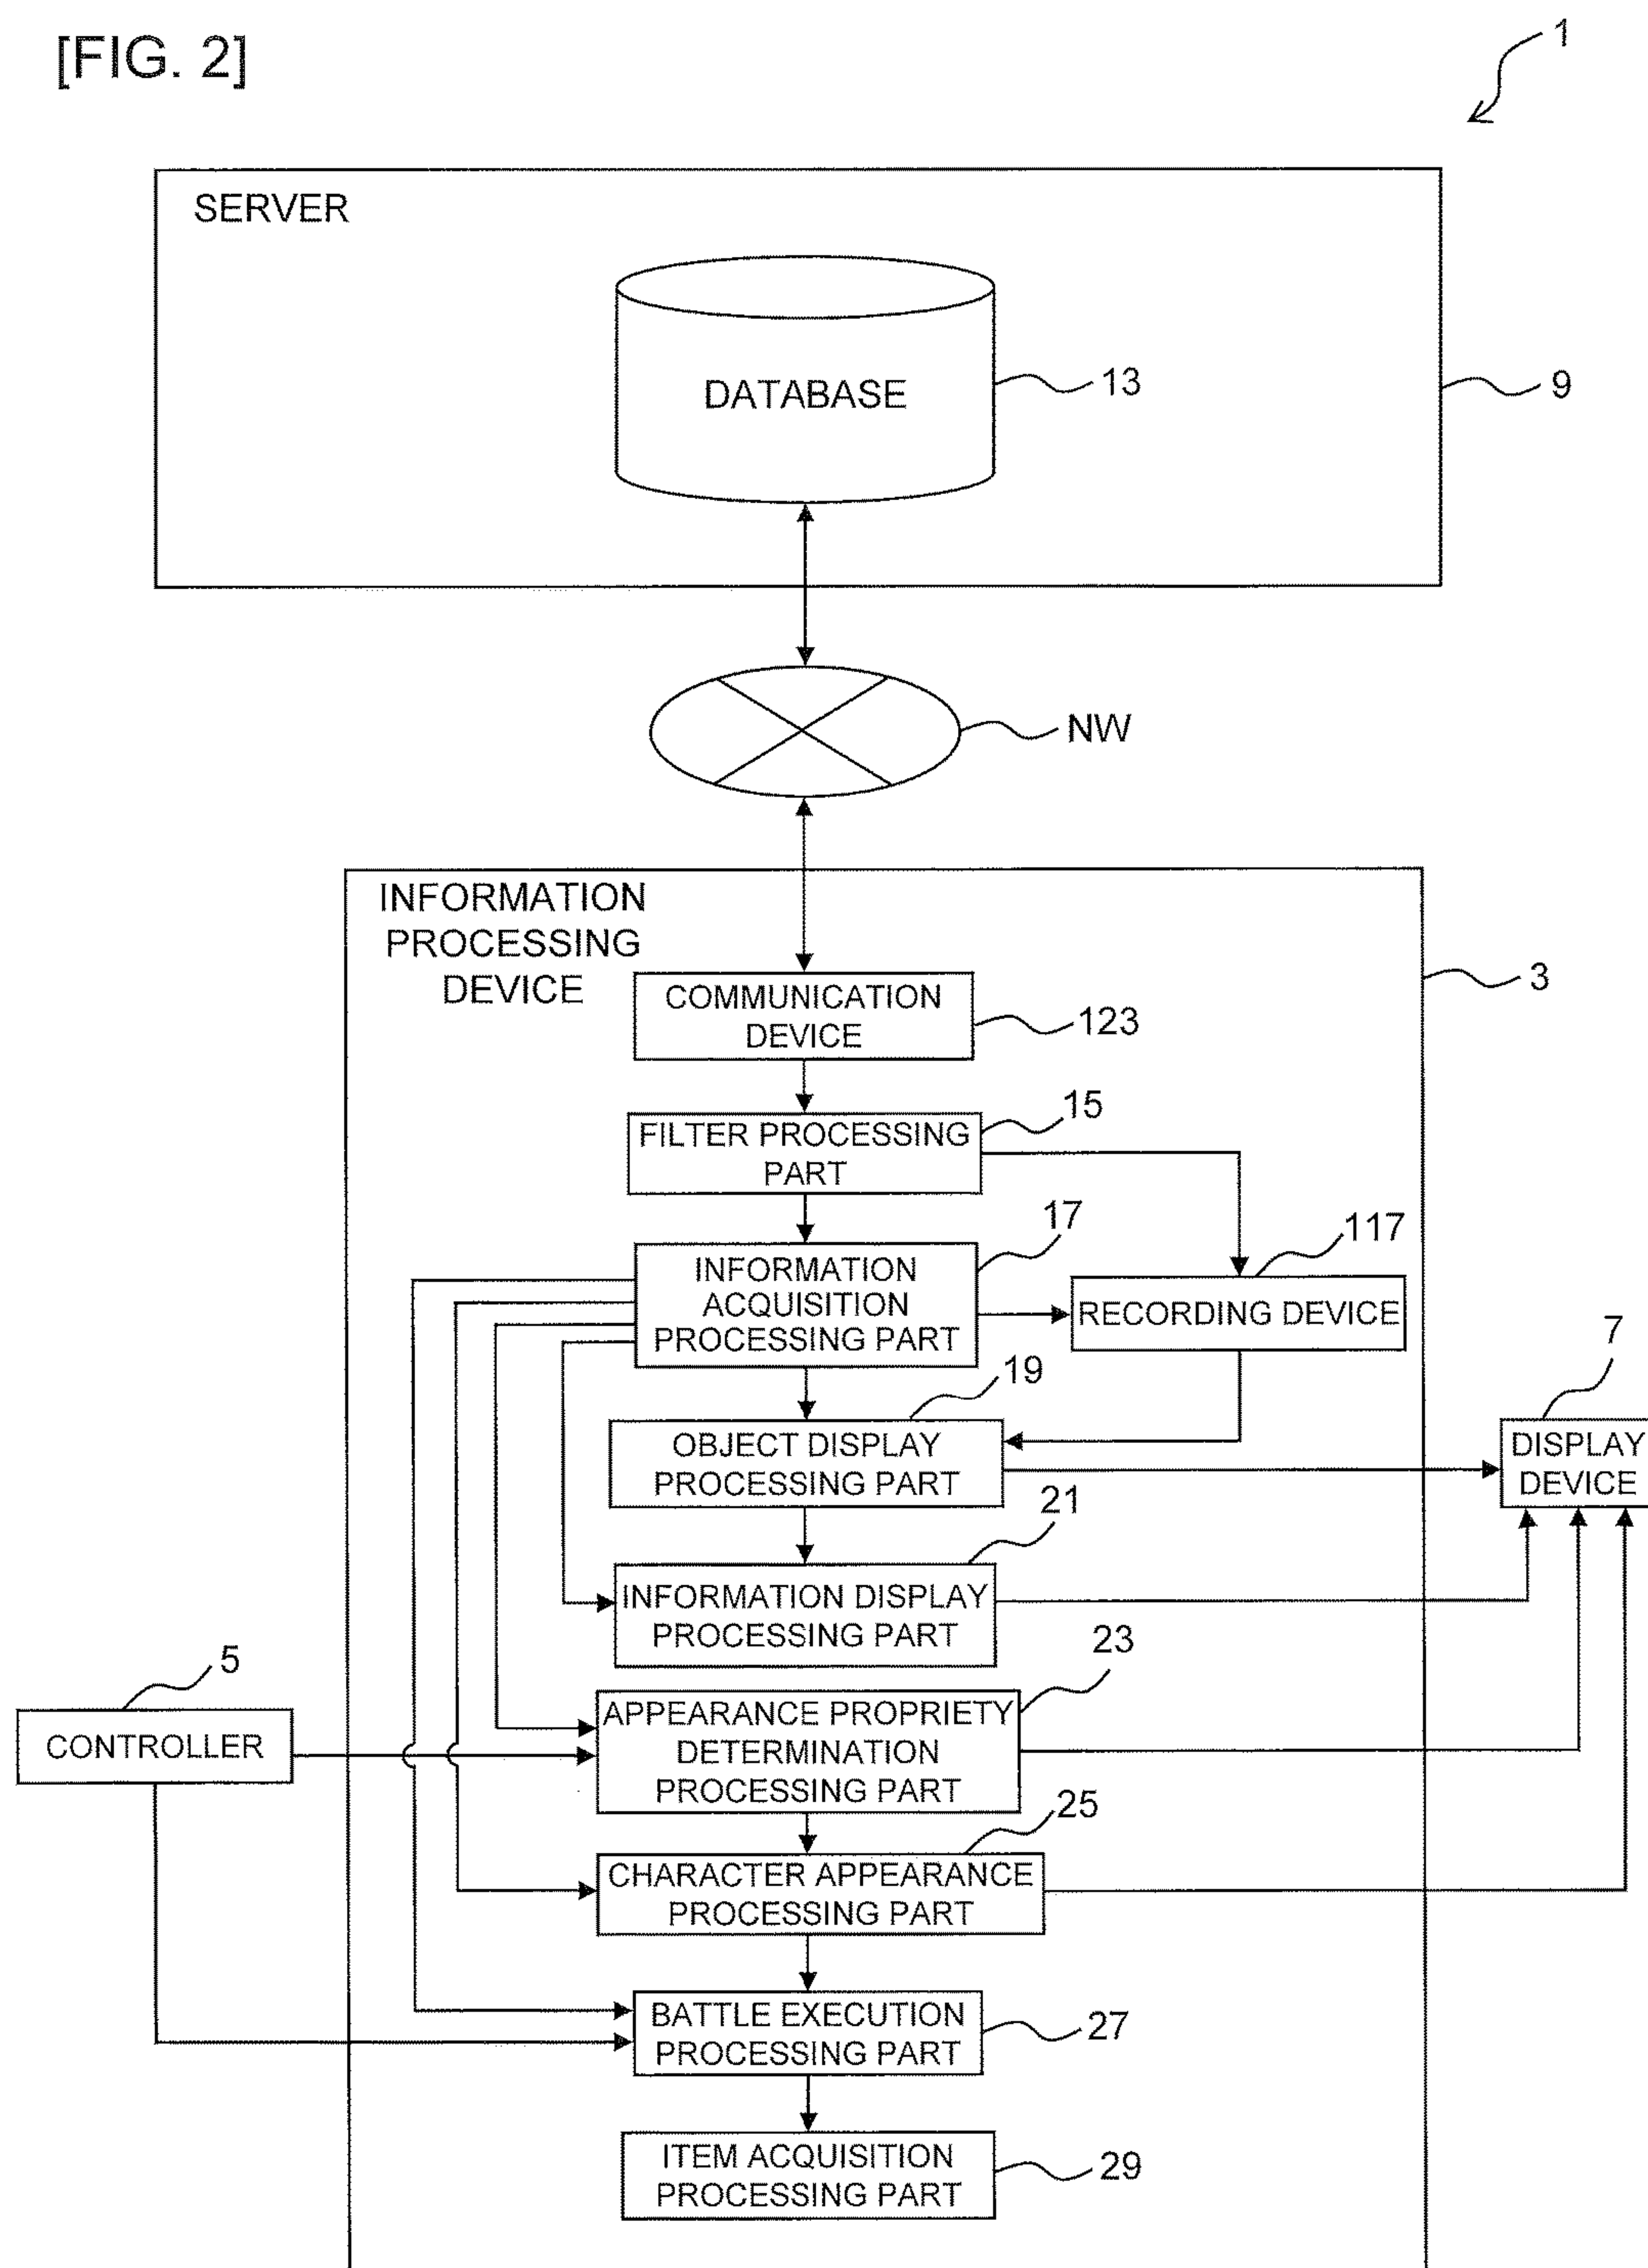 [FIG. 2]
1
SERVER
DATABASE
13
9
NW
INFORMATION
PROCESSING
DEVICE
3
COMMUNICATION
DEVICE
123
15
FILTER PROCESSING
PART
17
117
INFORMATION
ACQUISITION
PROCESSING PART
RECORDING DEVICE
7
19
OBJECT DISPLAY
PROCESSING PART
DISPLAY
DEVICE
21
INFORMATION DISPLAY
PROCESSING PART
23
5
CONTROLLER
APPEARANCE PROPRIETY
DETERMINATION
PROCESSING PART
25
CHARACTER APPEARANCE
PROCESSING PART
BATTLE EXECUTION
PROCESSING PART
27
ITEM ACQUISITION
PROCESSING PART
29